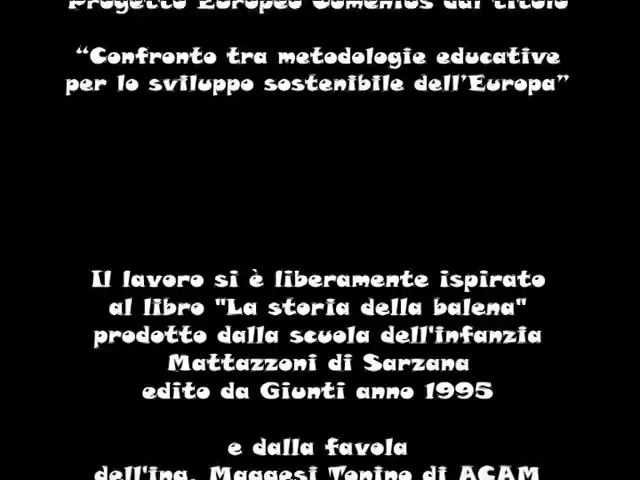 Progetto Europeo Comenius dal titolo
“Confronto tra metodologie educative
per lo sviluppo sostenibile dell’Europa”
Il lavoro si è liberamente ispirato
al libro "La storia della balena"
prodotto dalla scuola dell'infanzia
Mattazzoni di Sarzana
edito da Giunti anno 1995
e dalla favola
dell'ing. Maggesi Tonino di ACAM